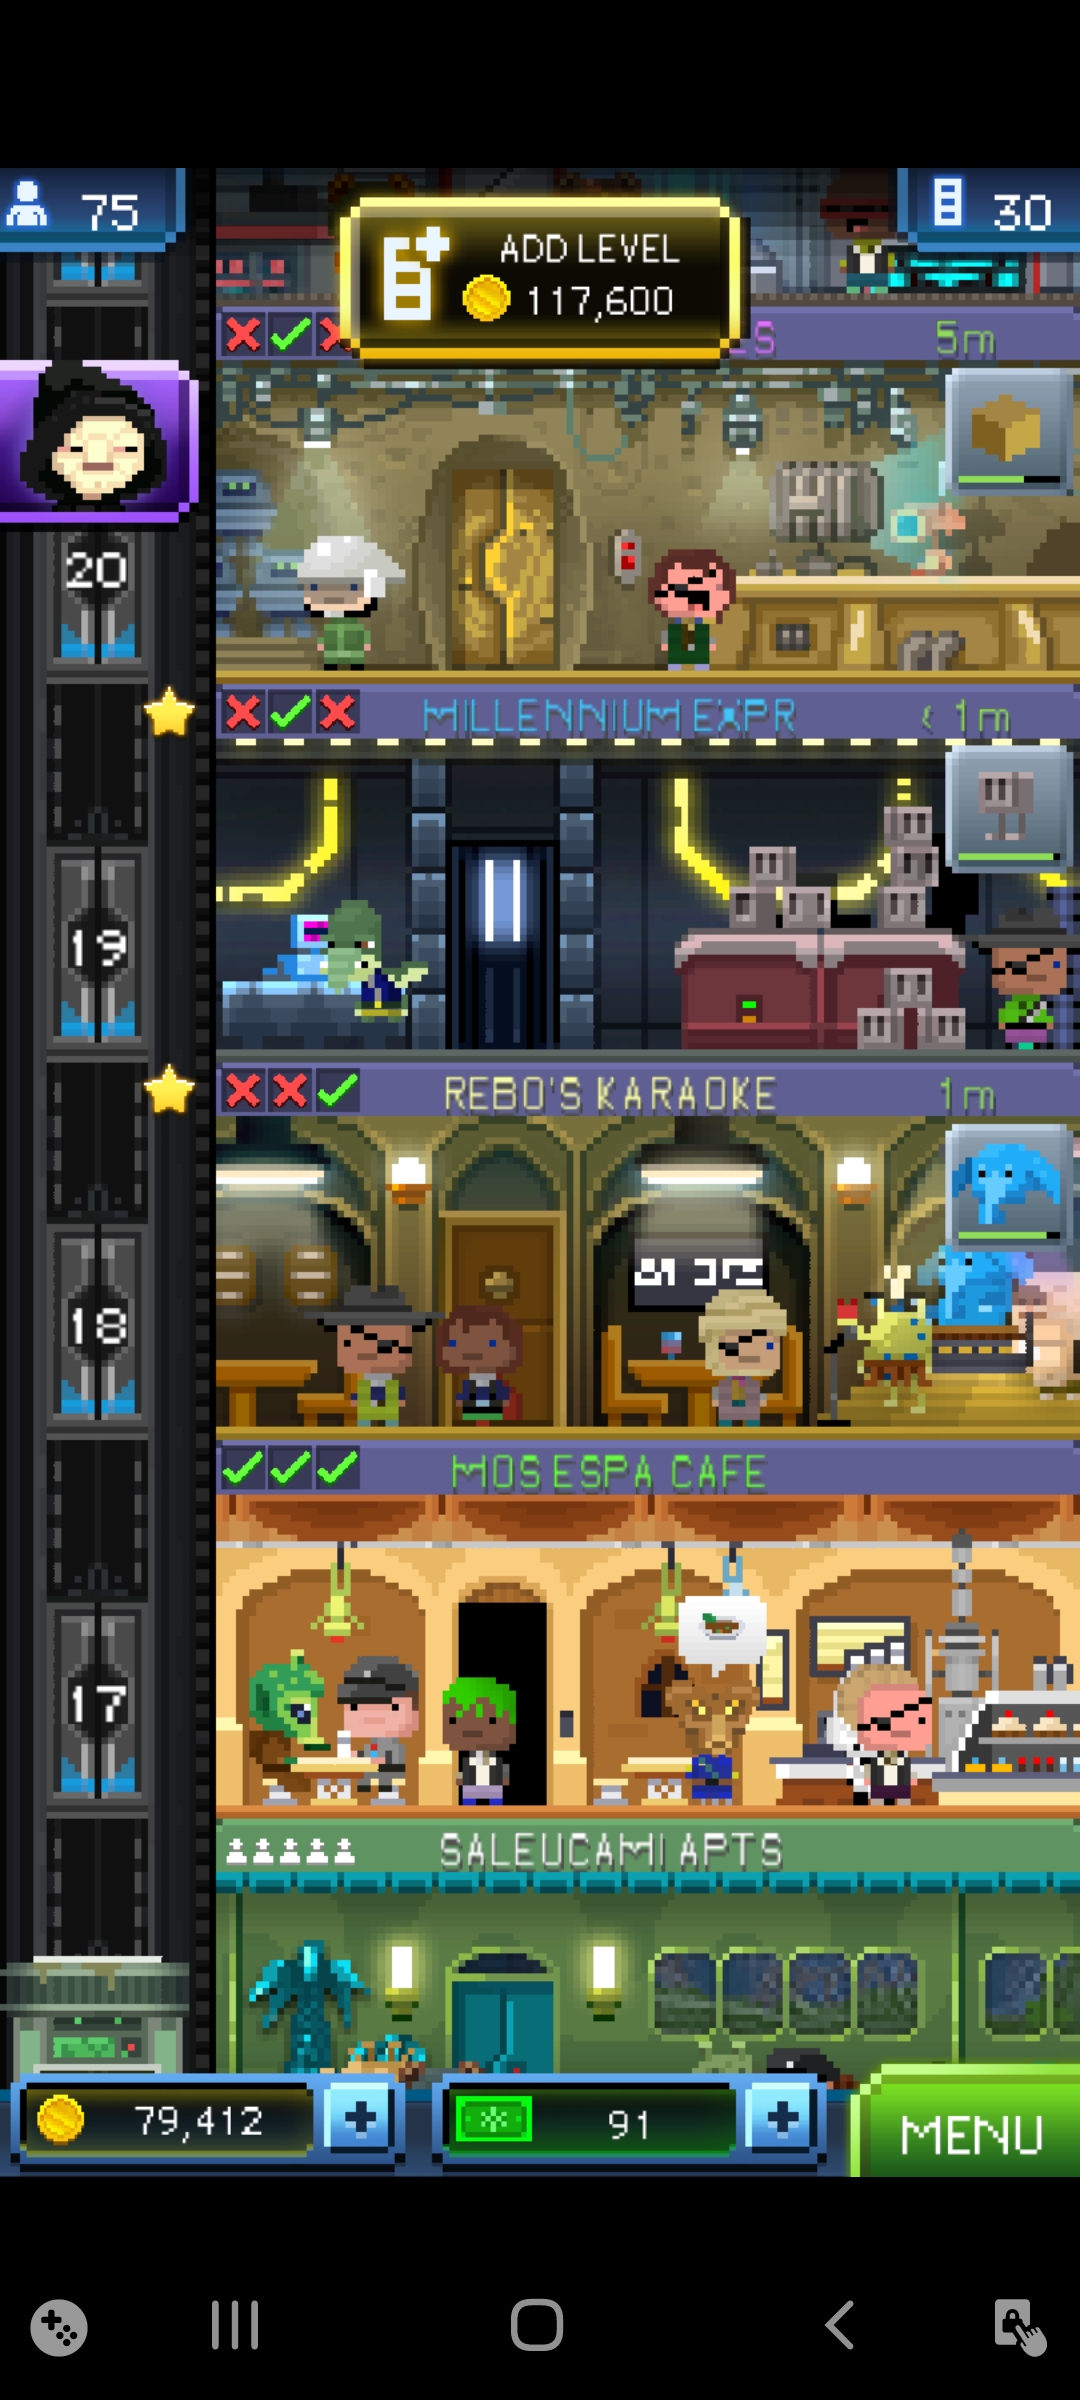 75
30
ADD LEVEL
117,600
5m
20
MILLENNIUM EXPR
< 1m
19
REBO'S KARAOKE
1m
18
MOS ESPA CAFE
17
SALEUCAMI APTS
79,412
91
MENU